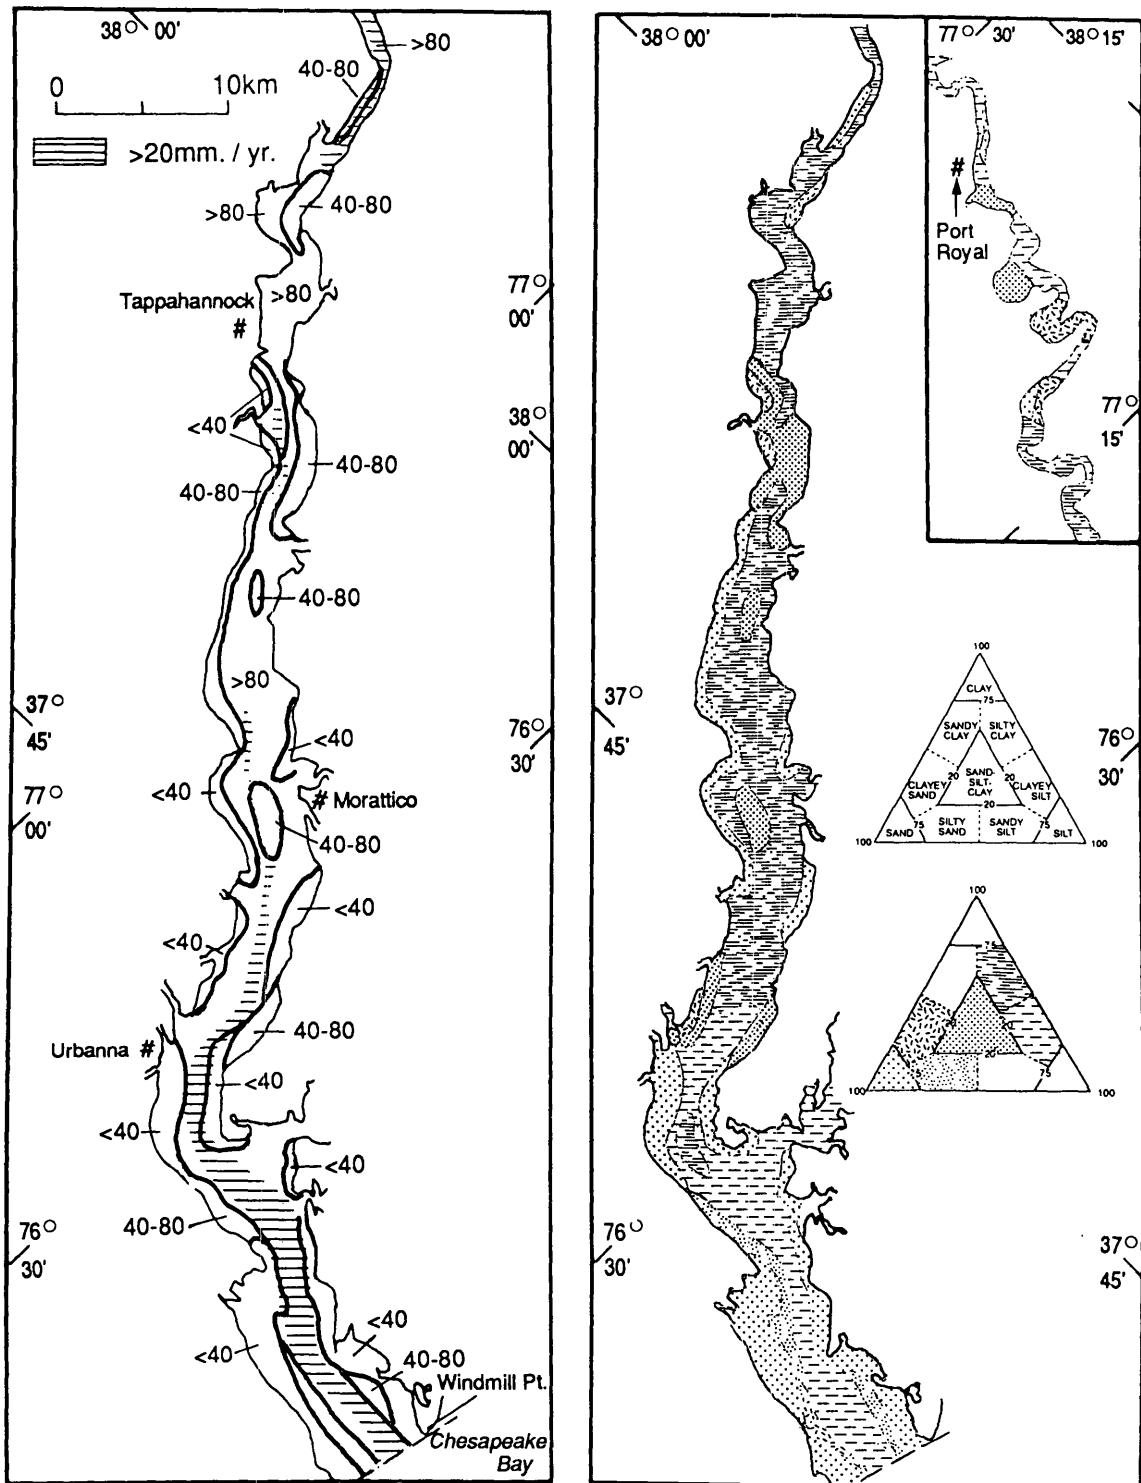 38° 00'
>80
40-80
0 10km
>20mm. / yr.
>80
40-80
>80
Tappahannock
#
77°
00'
<40
38°
00'
40-80
40-80
40-80
>80
37°
45'
<40
76°
30'
77°
00'
<40
# Morattico
40-80
<40
<40
40-80
Urbanna #
<40
<40
<40
40-80
76°
30'
<40
<40
40-80
Windmill Pt.
Chesapeake
Bay
38° 00'
77° 30'
38° 15'
#
Port
Royal
77°
15'
37°
45'
76°
30'
100
CLAY
75
SANDY
CLAY
SILTY
CLAY
20
SAND-
SILT-
CLAY
20
CLAYEY
SAND
CLAYEY
SILT
20
75
SAND
SILTY
SAND
SANDY
SILT
75
SILT
100
100
100
75
20
20
20
75
75
100
100
76°
30'
37°
45'